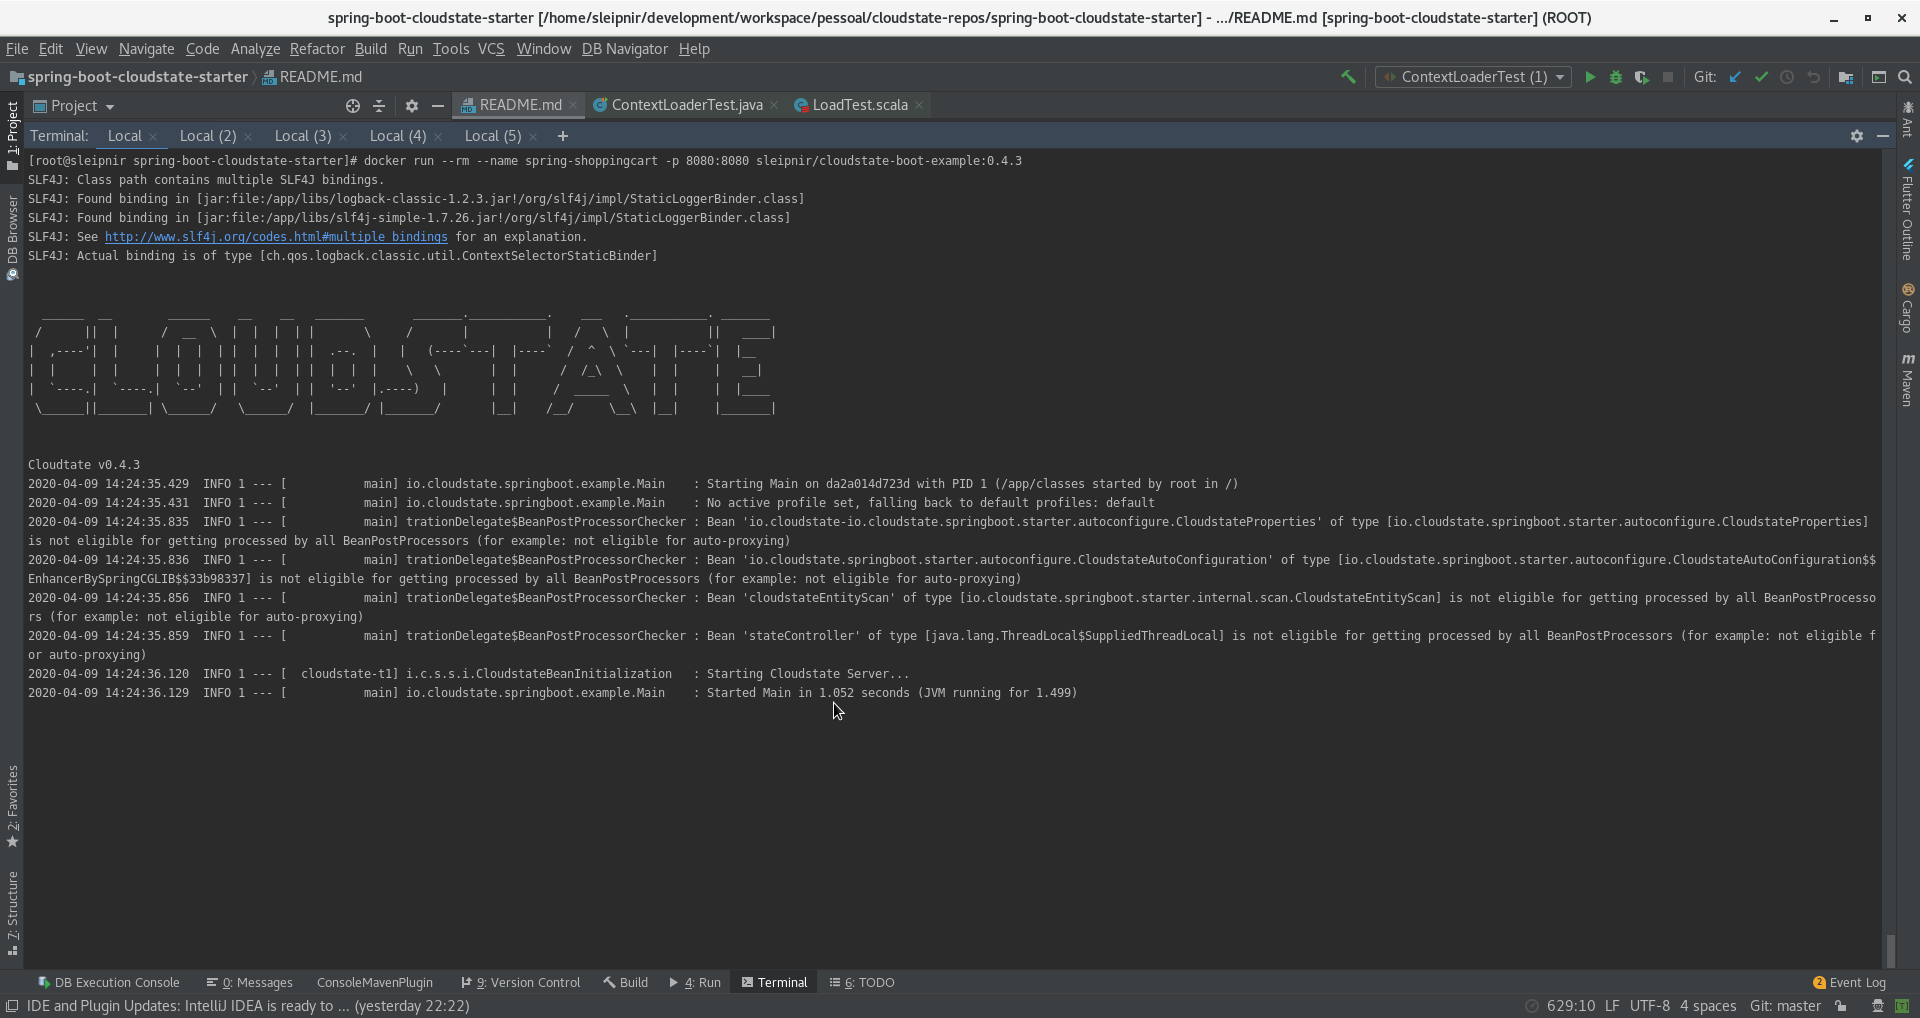 spring-boot-cloudstate-starter [/home/sleipnir/development/workspace/pessoal/cloudstate-repos/spring-boot-cloudstate-starter] - .../README.md [spring-boot-cloudstate-starter] (ROOT)
File Edit View Navigate Code Analyze Refactor Build Run Tools VCS Window DB Navigator Help
spring-boot-cloudstate-starter README.md ContextLoaderTest (1) Git:
Project README.md ContextLoaderTest.java LoadTest.scala
Terminal: Local Local (2) Local (3) Local (4) Local (5) +
[root@sleipnir spring-boot-cloudstate-starter]# docker run --rm --name spring-shoppingcart -p 8080:8080 sleipnir/cloudstate-boot-example:0.4.3
SLF4J: Class path contains multiple SLF4J bindings.
SLF4J: Found binding in [jar:file:/app/libs/logback-classic-1.2.3.jar!/org/slf4j/impl/StaticLoggerBinder.class]
SLF4J: Found binding in [jar:file:/app/libs/slf4j-simple-1.7.26.jar!/org/slf4j/impl/StaticLoggerBinder.class]
SLF4J: See http://www.slf4j.org/codes.html#multiple_bindings for an explanation.
SLF4J: Actual binding is of type [ch.qos.logback.classic.util.ContextSelectorStaticBinder]
CLOUDSTATE
Cloudtate v0.4.3
2020-04-09 14:24:35.429  INFO 1 --- [           main] io.cloudstate.springboot.example.Main    : Starting Main on da2a014d723d with PID 1 (/app/classes started by root in /)
2020-04-09 14:24:35.431  INFO 1 --- [           main] io.cloudstate.springboot.example.Main    : No active profile set, falling back to default profiles: default
2020-04-09 14:24:35.835  INFO 1 --- [           main] trationDelegate$BeanPostProcessorChecker : Bean 'io.cloudstate-io.cloudstate.springboot.starter.autoconfigure.CloudstateProperties' of type [io.cloudstate.springboot.starter.autoconfigure.CloudstateProperties]
is not eligible for getting processed by all BeanPostProcessors (for example: not eligible for auto-proxying)
2020-04-09 14:24:35.836  INFO 1 --- [           main] trationDelegate$BeanPostProcessorChecker : Bean 'io.cloudstate.springboot.starter.autoconfigure.CloudstateAutoConfiguration' of type [io.cloudstate.springboot.starter.autoconfigure.CloudstateAutoConfiguration$$
EnhancerBySpringCGLIB$$33b98337] is not eligible for getting processed by all BeanPostProcessors (for example: not eligible for auto-proxying)
2020-04-09 14:24:35.856  INFO 1 --- [           main] trationDelegate$BeanPostProcessorChecker : Bean 'cloudstateEntityScan' of type [io.cloudstate.springboot.starter.internal.scan.CloudstateEntityScan] is not eligible for getting processed by all BeanPostProcesso
rs (for example: not eligible for auto-proxying)
2020-04-09 14:24:35.859  INFO 1 --- [           main] trationDelegate$BeanPostProcessorChecker : Bean 'stateController' of type [java.lang.ThreadLocal$SuppliedThreadLocal] is not eligible for getting processed by all BeanPostProcessors (for example: not eligible f
or auto-proxying)
2020-04-09 14:24:36.120  INFO 1 --- [  cloudstate-t1] i.c.s.s.i.CloudstateBeanInitialization   : Starting Cloudstate Server...
2020-04-09 14:24:36.129  INFO 1 --- [           main] io.cloudstate.springboot.example.Main    : Started Main in 1.052 seconds (JVM running for 1.499)
1: Project
DB Browser
2: Favorites
7: Structure
Ant
Flutter Outline
Cargo
Maven
DB Execution Console 0: Messages ConsoleMavenPlugin 9: Version Control Build 4: Run Terminal 6: TODO 2 Event Log
IDE and Plugin Updates: IntelliJ IDEA is ready to ... (yesterday 22:22) 629:10 LF UTF-8 4 spaces Git: master